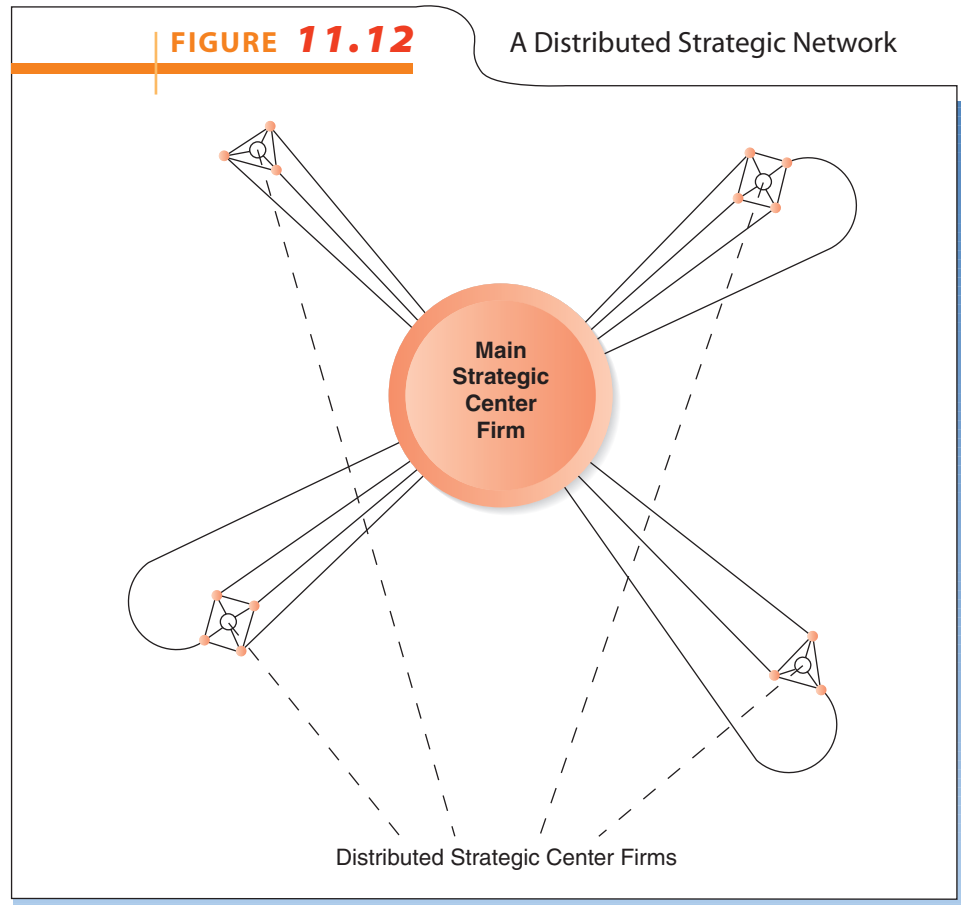 FIGURE 11.12
A Distributed Strategic Network
Main
Strategic
Center
Firm
Distributed Strategic Center Firms